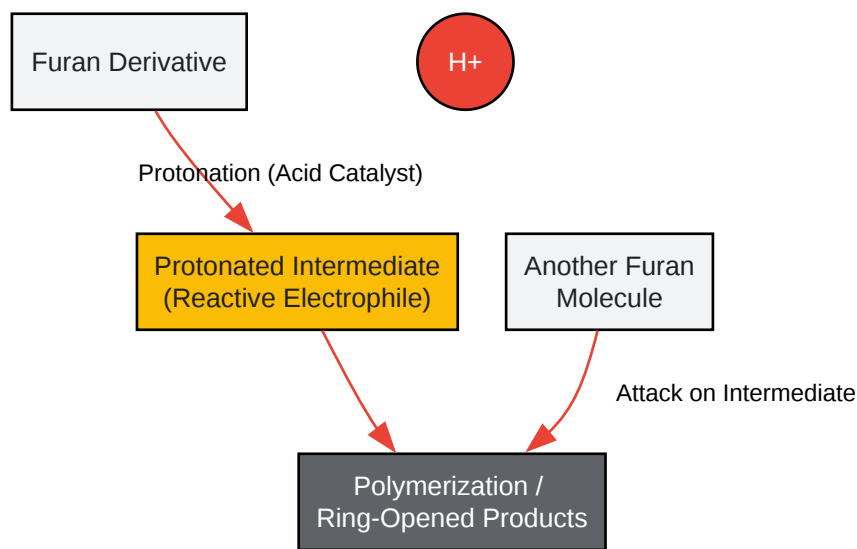 Furan Derivative
H+
Protonation (Acid Catalyst)
Protonated Intermediate
(Reactive Electrophile)
Another Furan
Molecule
Attack on Intermediate
Polymerization /
Ring-Opened Products